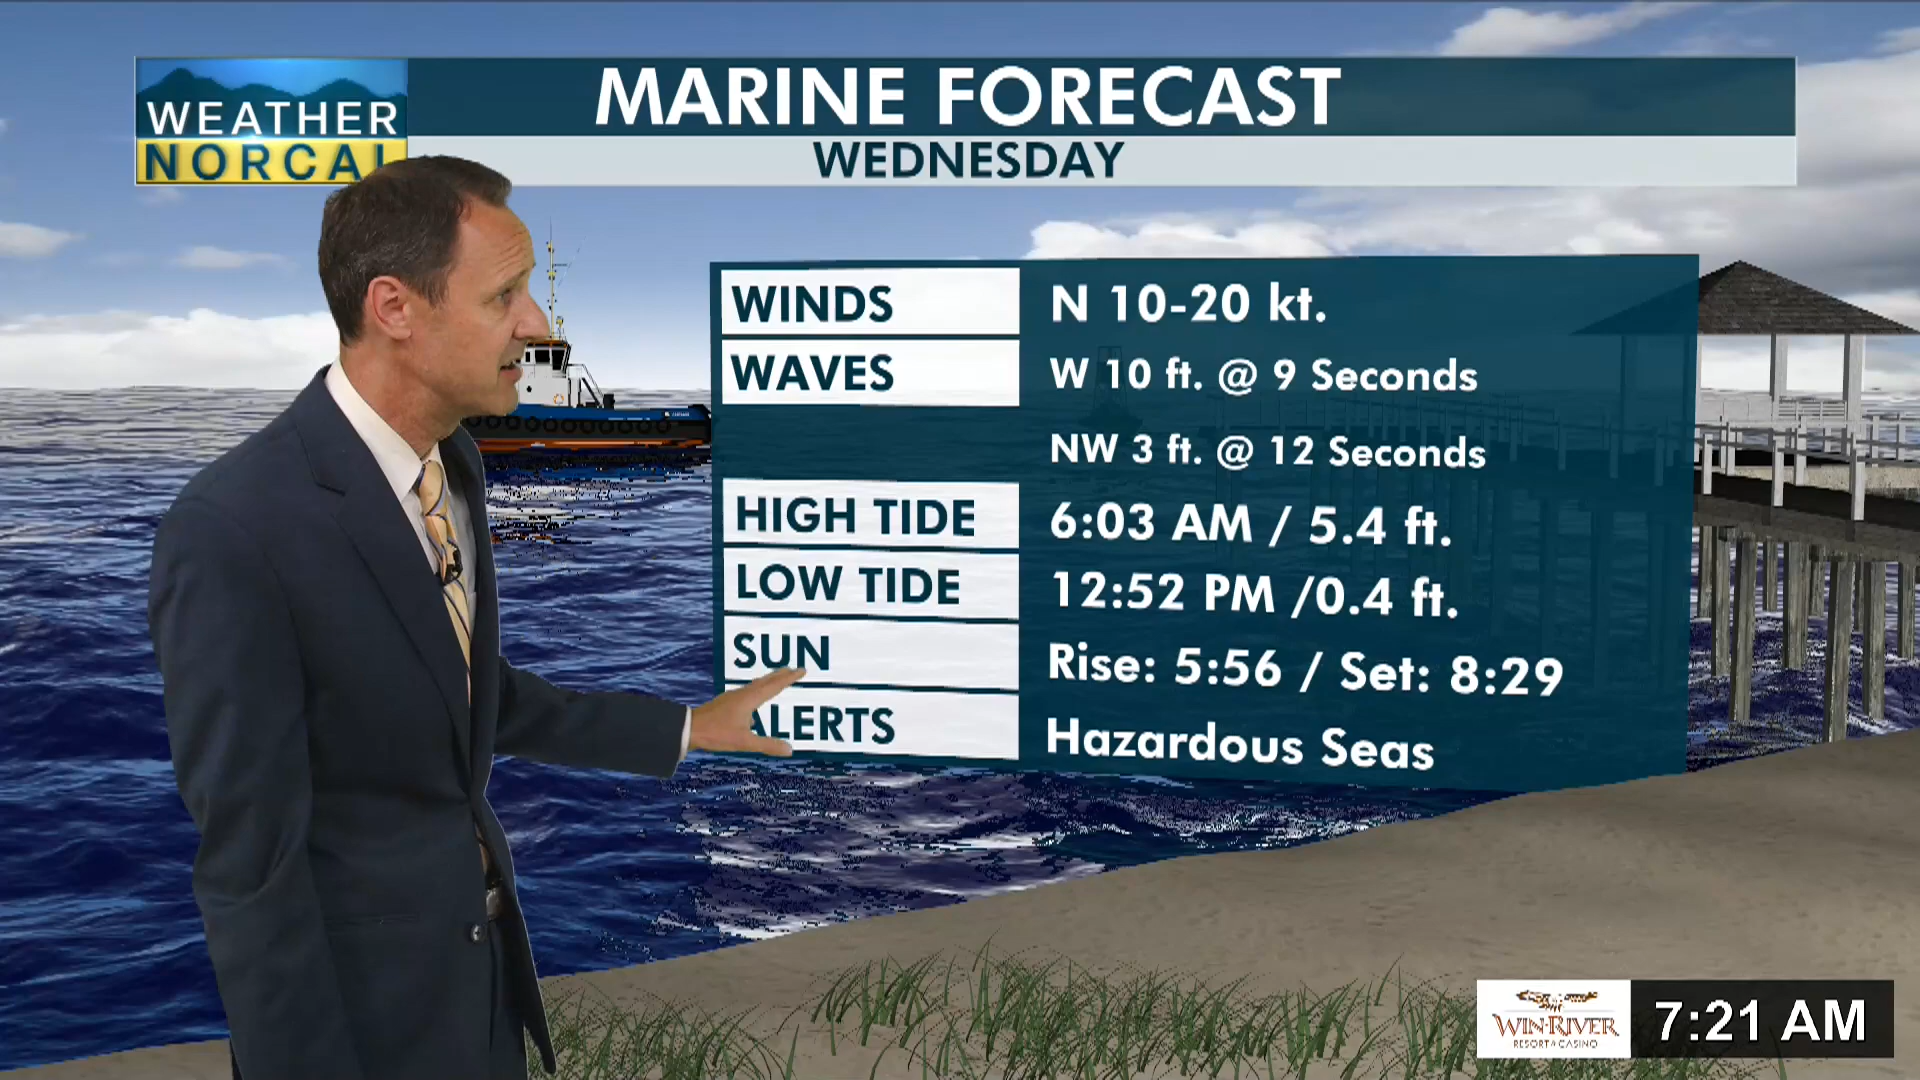 WEATHER
NORCAL
MARINE FORECAST
WEDNESDAY
WINDS N 10-20 kt.
WAVES W 10 ft. @ 9 Seconds
NW 3 ft. @ 12 Seconds
HIGH TIDE 6:03 AM / 5.4 ft.
LOW TIDE 12:52 PM /0.4 ft.
SUN Rise: 5:56 / Set: 8:29
ALERTS Hazardous Seas
WIN-RIVER
RESORT & CASINO
7:21 AM